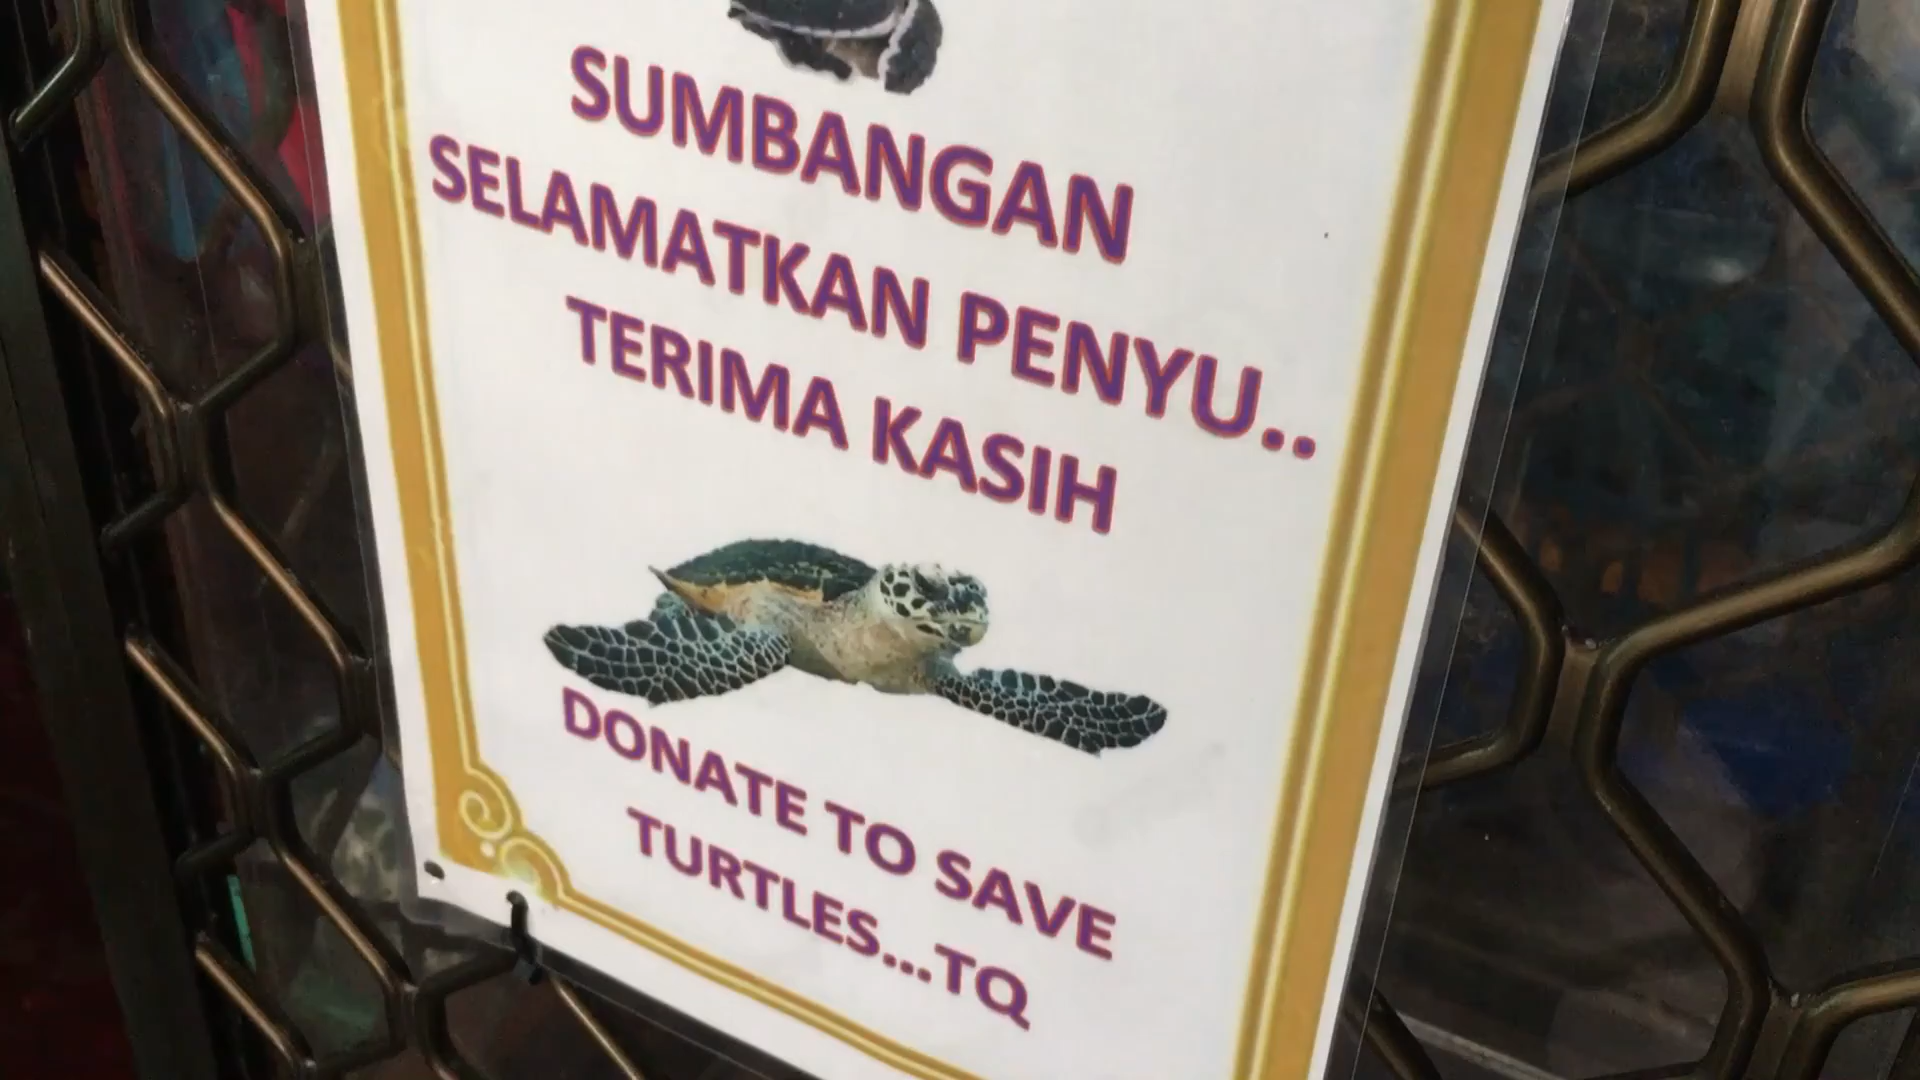 SUMBANGAN
SELAMATKAN PENYU..
TERIMA KASIH
DONATE TO SAVE
TURTLES...TQ